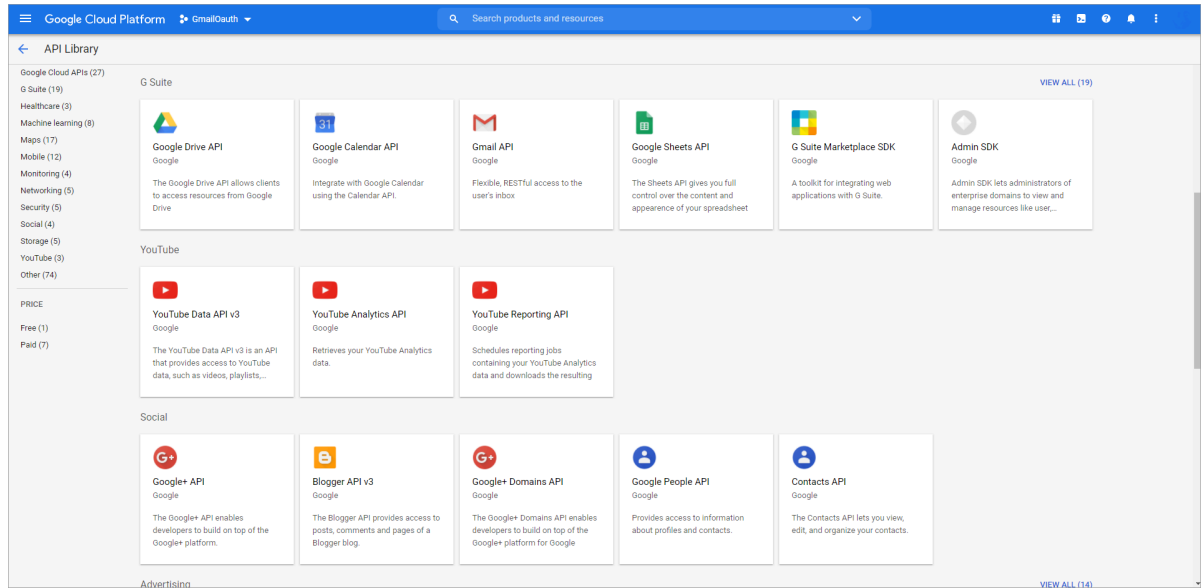 Google Cloud Platform GmailOauth Search products and resources
API Library
Google Cloud APIs (27)
G Suite (19)
Healthcare (3)
Machine learning (8)
Maps (17)
Mobile (12)
Monitoring (4)
Networking (5)
Security (5)
Social (4)
Storage (5)
YouTube (3)
Other (74)
PRICE
Free (1)
Paid (7)
G Suite VIEW ALL (19)
31
Google Drive API
Google
The Google Drive API allows clients
to access resources from Google
Drive
Google Calendar API
Google
Integrate with Google Calendar
using the Calendar API.
Gmail API
Google
Flexible, RESTful access to the
user's inbox
Google Sheets API
Google
The Sheets API gives you full
control over the content and
appearence of your spreadsheet
G Suite Marketplace SDK
Google
A toolkit for integrating web
applications with G Suite.
Admin SDK
Google
Admin SDK lets administrators of
enterprise domains to view and
manage resources like user,...
YouTube
YouTube Data API v3
Google
The YouTube Data API v3 is an API
that provides access to YouTube
data, such as videos, playlists,...
YouTube Analytics API
Google
Retrieves your YouTube Analytics
data.
YouTube Reporting API
Google
Schedules reporting jobs
containing your YouTube Analytics
data and downloads the resulting
Social
G+
Google+ API
Google
The Google+ API enables
developers to build on top of the
Google+ platform.
Blogger API v3
Google
The Blogger API provides access to
posts, comments and pages of a
Blogger blog.
G+
Google+ Domains API
Google
The Google+ Domains API enables
developers to build on top of the
Google+ platform for Google
Google People API
Google
Provides access to information
about profiles and contacts.
Contacts API
Google
The Contacts API lets you view,
edit, and organize your contacts.
Advertising VIEW ALL (14)